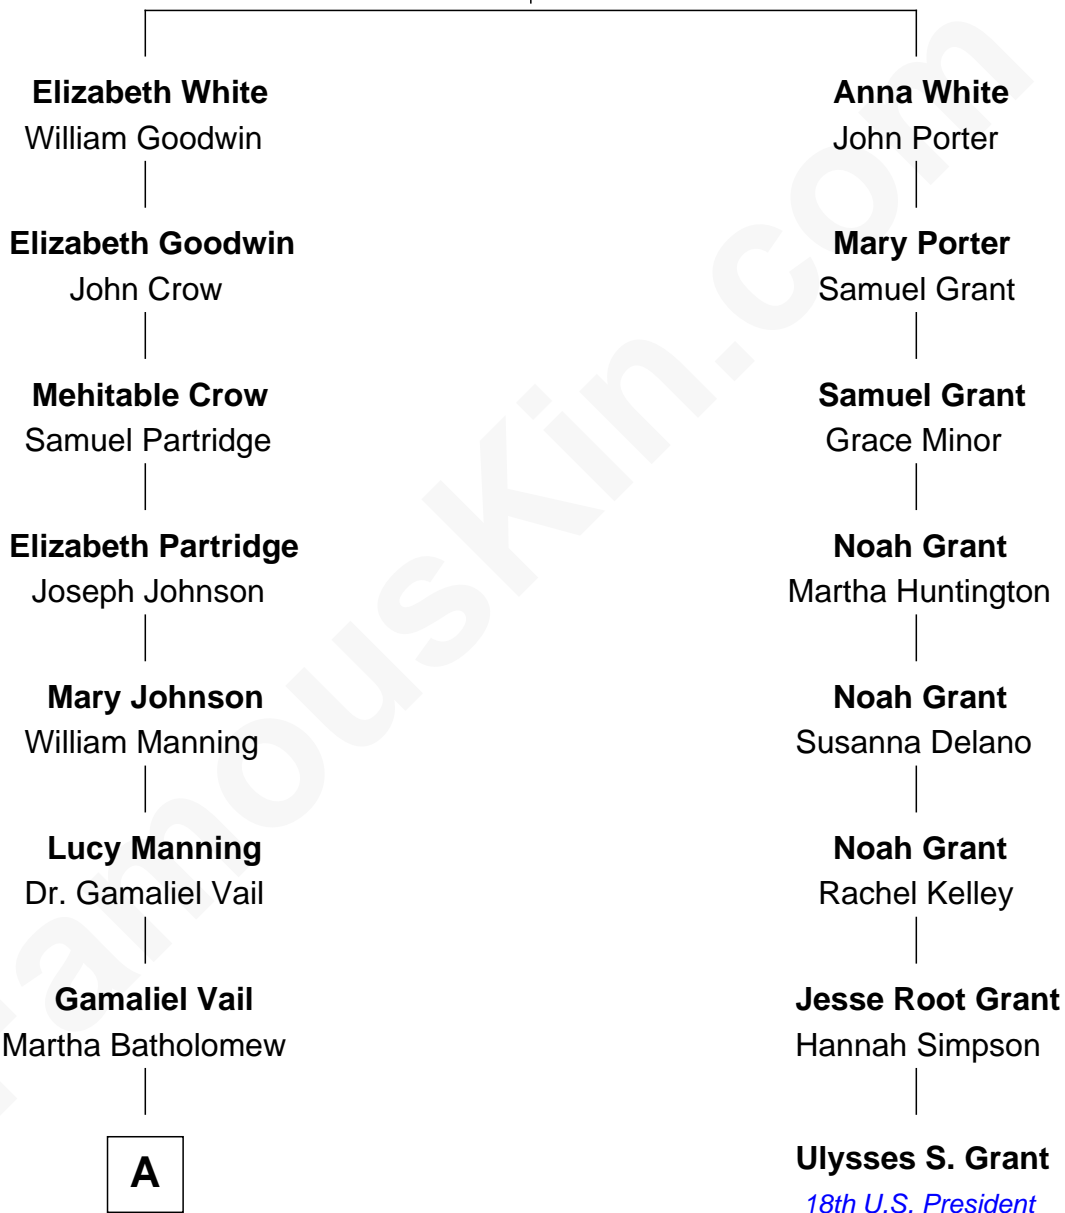 Elizabeth White
William Goodwin
Anna White
John Porter
Elizabeth Goodwin
John Crow
Mary Porter
Samuel Grant
Mehitable Crow
Samuel Partridge
Samuel Grant
Grace Minor
Elizabeth Partridge
Joseph Johnson
Noah Grant
Martha Huntington
Mary Johnson
William Manning
Noah Grant
Susanna Delano
Lucy Manning
Dr. Gamaliel Vail
Noah Grant
Rachel Kelley
Gamaliel Vail
Martha Batholomew
Jesse Root Grant
Hannah Simpson
A
Ulysses S. Grant
18th U.S. President
FamousKin.com